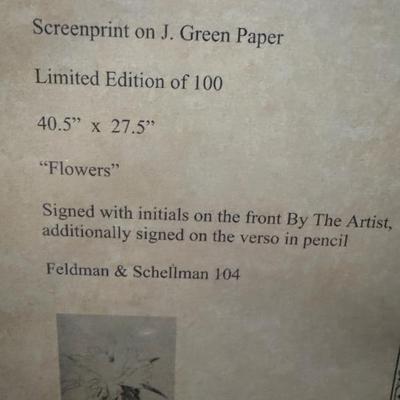 Screenprint on J. Green Paper
Limited Edition of 100
40.5” x 27.5”
“Flowers”
Signed with initials on the front By The Artist,
additionally signed on the verso in pencil
Feldman & Schellman 104